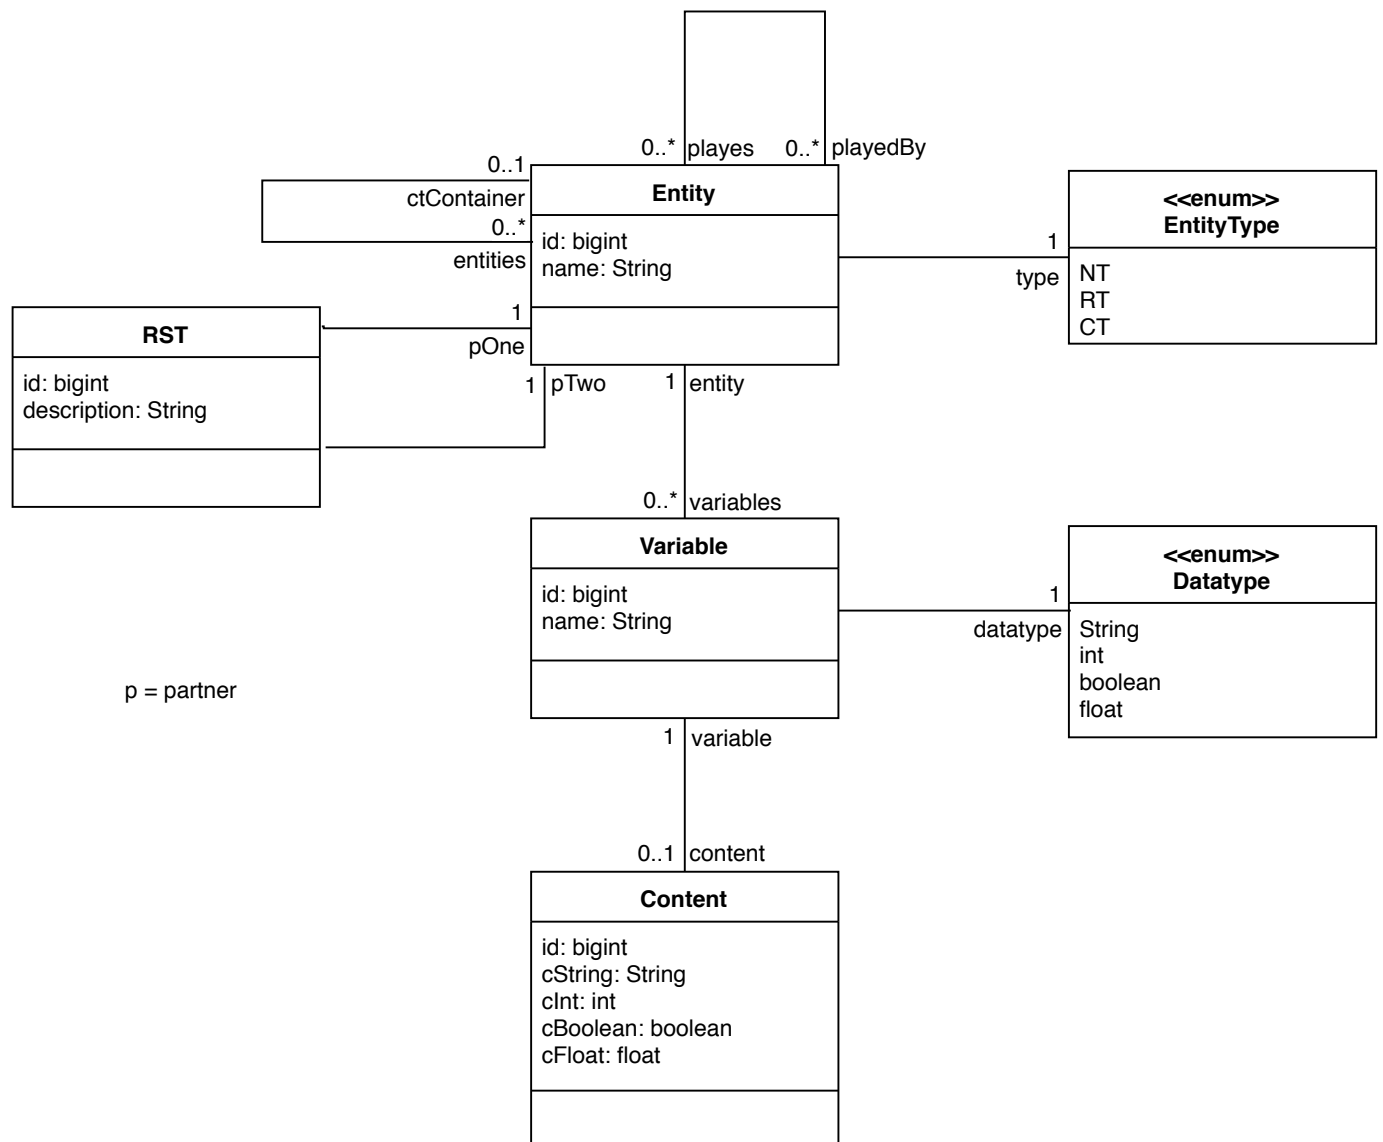 0..* playes 0..* playedBy
0..1
ctContainer
0..*
entities
Entity
id: bigint
name: String
1
type
<<enum>>
EntityType
NT
RT
CT
1
pOne
1 pTwo
1 entity
RST
id: bigint
description: String
0..* variables
Variable
id: bigint
name: String
1
datatype
<<enum>>
Datatype
String
int
boolean
float
p = partner
1 variable
0..1 content
Content
id: bigint
cString: String
cInt: int
cBoolean: boolean
cFloat: float